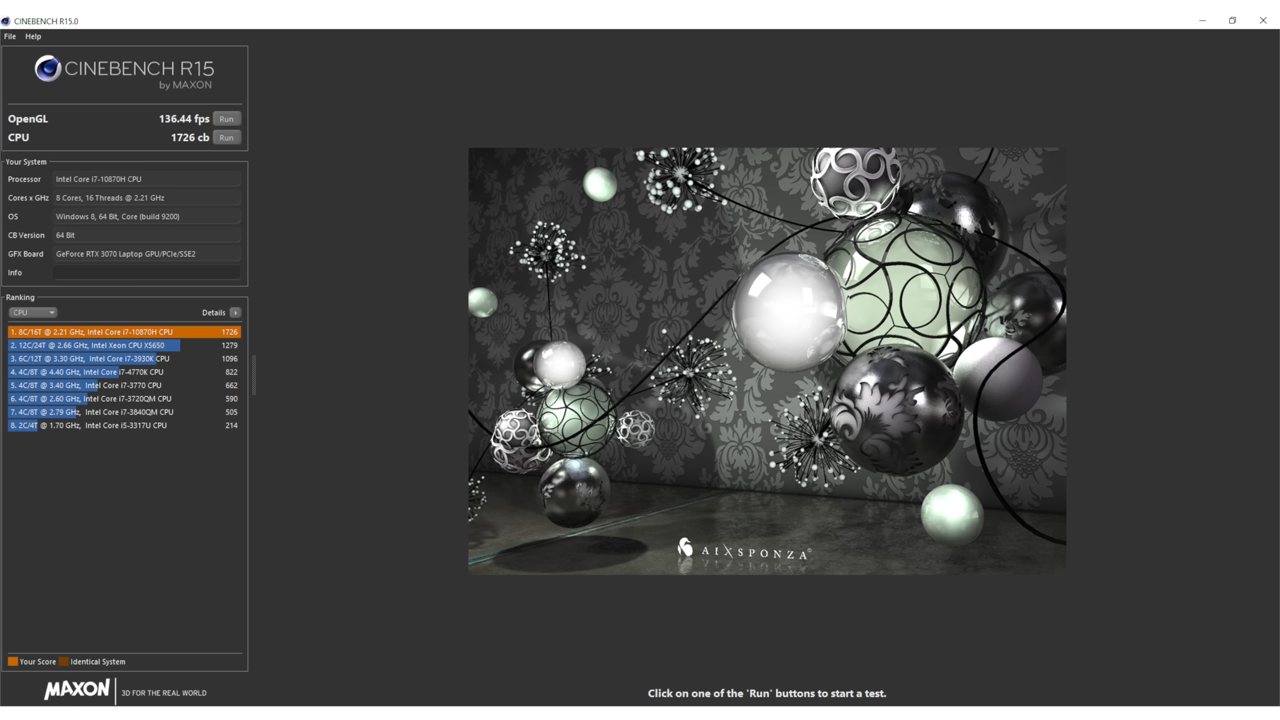 CINEBENCH R15.0
File Help
CINEBENCH R15
by MAXON
OpenGL 136.44 fps Run
CPU 1726 cb Run
Your System
Processor Intel Core i7-10870H CPU
Cores x GHz 8 Cores, 16 Threads @ 2.21 GHz
OS Windows 8, 64 Bit, Core (build 9200)
CB Version 64 Bit
GFX Board GeForce RTX 3070 Laptop GPU/PCIe/SSE2
Info
Ranking
CPU Details
1. 8C/16T @ 2.21 GHz, Intel Core i7-10870H CPU 1726
2. 12C/24T @ 2.66 GHz, Intel Xeon CPU X5650 1279
3. 6C/12T @ 3.30 GHz, Intel Core i7-3930K CPU 1096
4. 4C/8T @ 4.40 GHz, Intel Core i7-4770K CPU 822
5. 4C/8T @ 3.40 GHz, Intel Core i7-3770 CPU 662
6. 4C/8T @ 2.60 GHz, Intel Core i7-3720QM CPU 590
7. 4C/8T @ 2.79 GHz, Intel Core i7-3840QM CPU 505
8. 2C/4T @ 1.70 GHz, Intel Core i5-3317U CPU 214
AIXSPONZA®
Your Score Identical System
MAXON 3D FOR THE REAL WORLD
Click on one of the 'Run' buttons to start a test.